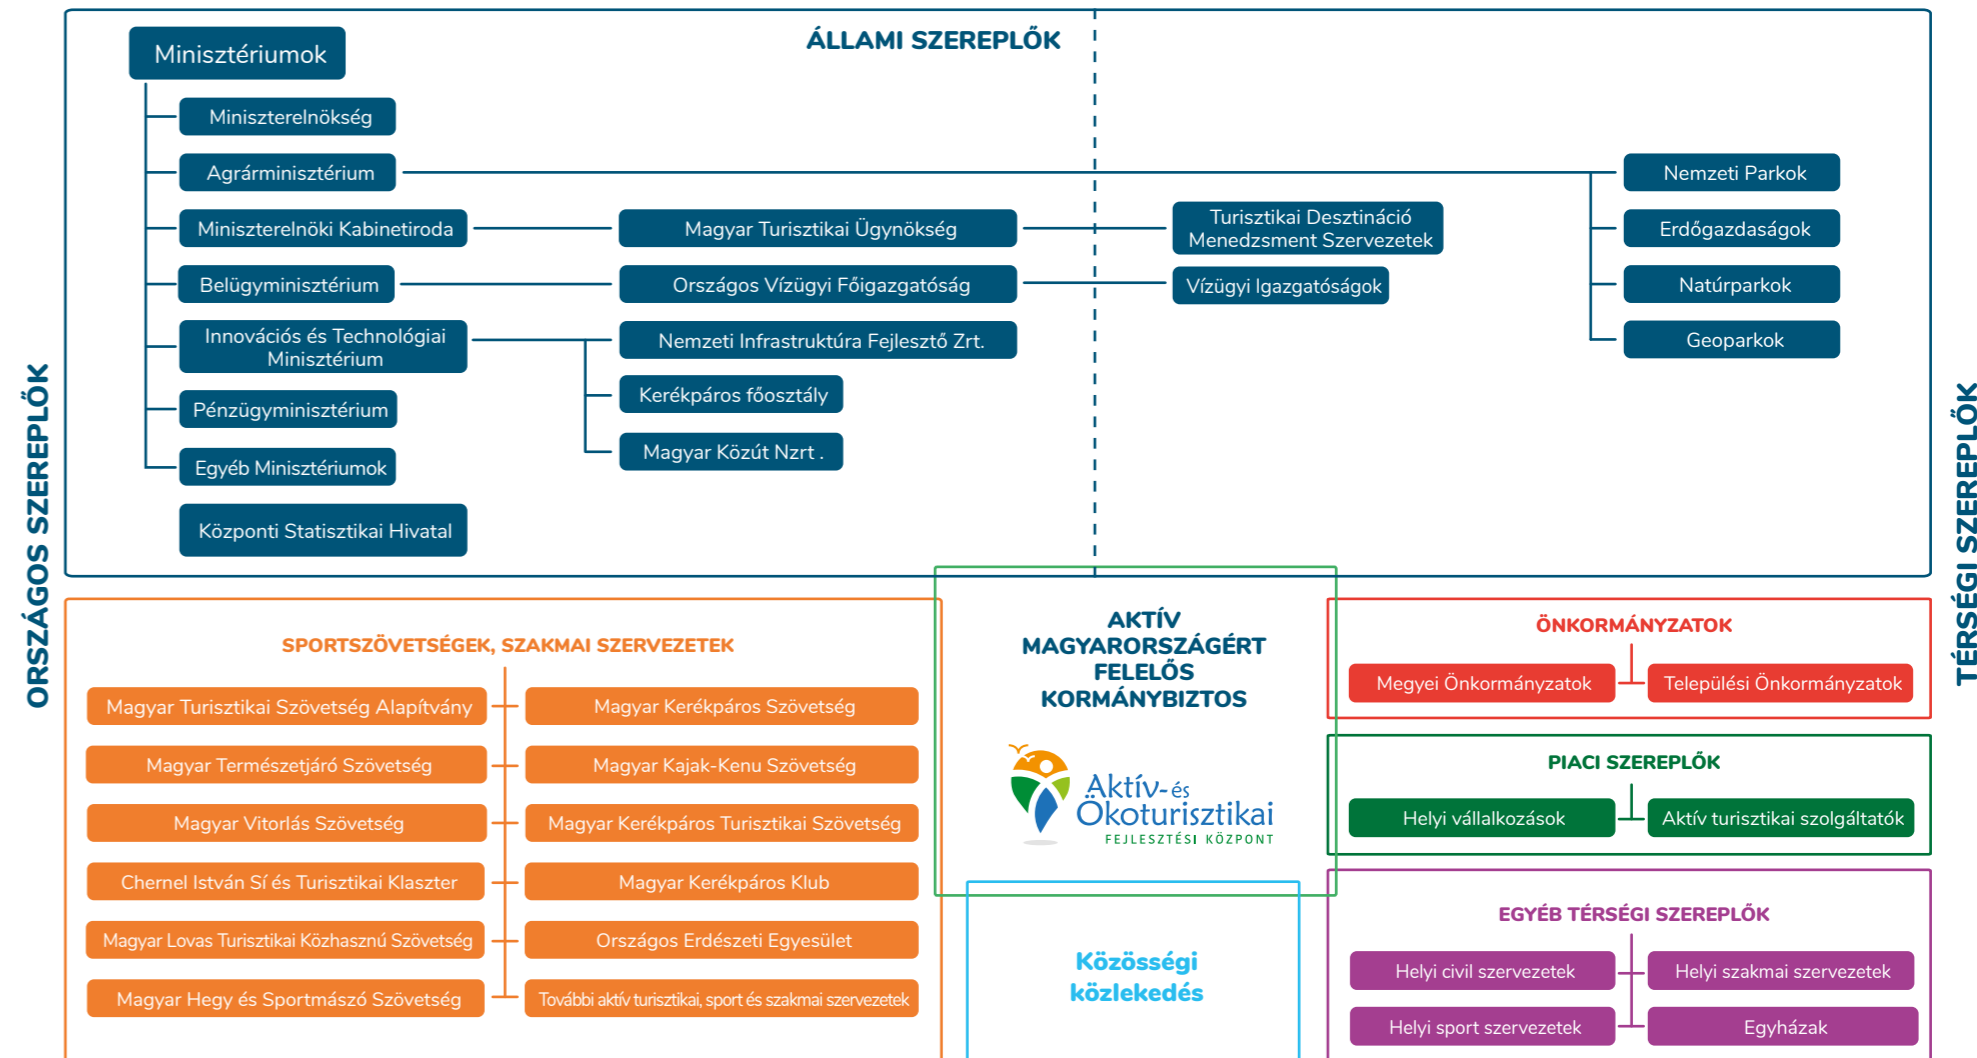 ORSZÁGOS SZEREPLŐK
ÁLLAMI SZEREPLŐK
Minisztériumok
Miniszterelnökség
Agrárminisztérium
Nemzeti Parkok
Erdőgazdaságok
Natúrparkok
Geoparkok
Miniszterelnöki Kabinetiroda
Magyar Turisztikai Ügynökség
Turisztikai Desztináció
Menedzsment Szervezetek
Belügyminisztérium
Országos Vízügyi Főigazgatóság
Vízügyi Igazgatóságok
Innovációs és Technológiai
Minisztérium
Nemzeti Infrastruktúra Fejlesztő Zrt.
Kerékpáros főosztály
Magyar Közút Nzrt .
Pénzügyminisztérium
Egyéb Minisztériumok
Központi Statisztikai Hivatal
TÉRSÉGI SZEREPLŐK
SPORTSZÖVETSÉGEK, SZAKMAI SZERVEZETEK
Magyar Turisztikai Szövetség Alapítvány
Magyar Kerékpáros Szövetség
Magyar Természetjáró Szövetség
Magyar Kajak-Kenu Szövetség
Magyar Vitorlás Szövetség
Magyar Kerékpáros Turisztikai Szövetség
Chernel István Sí és Turisztikai Klaszter
Magyar Kerékpáros Klub
Magyar Lovas Turisztikai Közhasznú Szövetség
Országos Erdészeti Egyesület
Magyar Hegy és Sportmászó Szövetség
További aktív turisztikai, sport és szakmai szervezetek
AKTÍV
MAGYARORSZÁGÉRT
FELELŐS
KORMÁNYBIZTOS
Aktív- és
Ökoturisztikai
FEJLESZTÉSI KÖZPONT
Közösségi
közlekedés
ÖNKORMÁNYZATOK
Megyei Önkormányzatok
Települési Önkormányzatok
PIACI SZEREPLŐK
Helyi vállalkozások
Aktív turisztikai szolgáltatók
EGYÉB TÉRSÉGI SZEREPLŐK
Helyi civil szervezetek
Helyi szakmai szervezetek
Helyi sport szervezetek
Egyházak